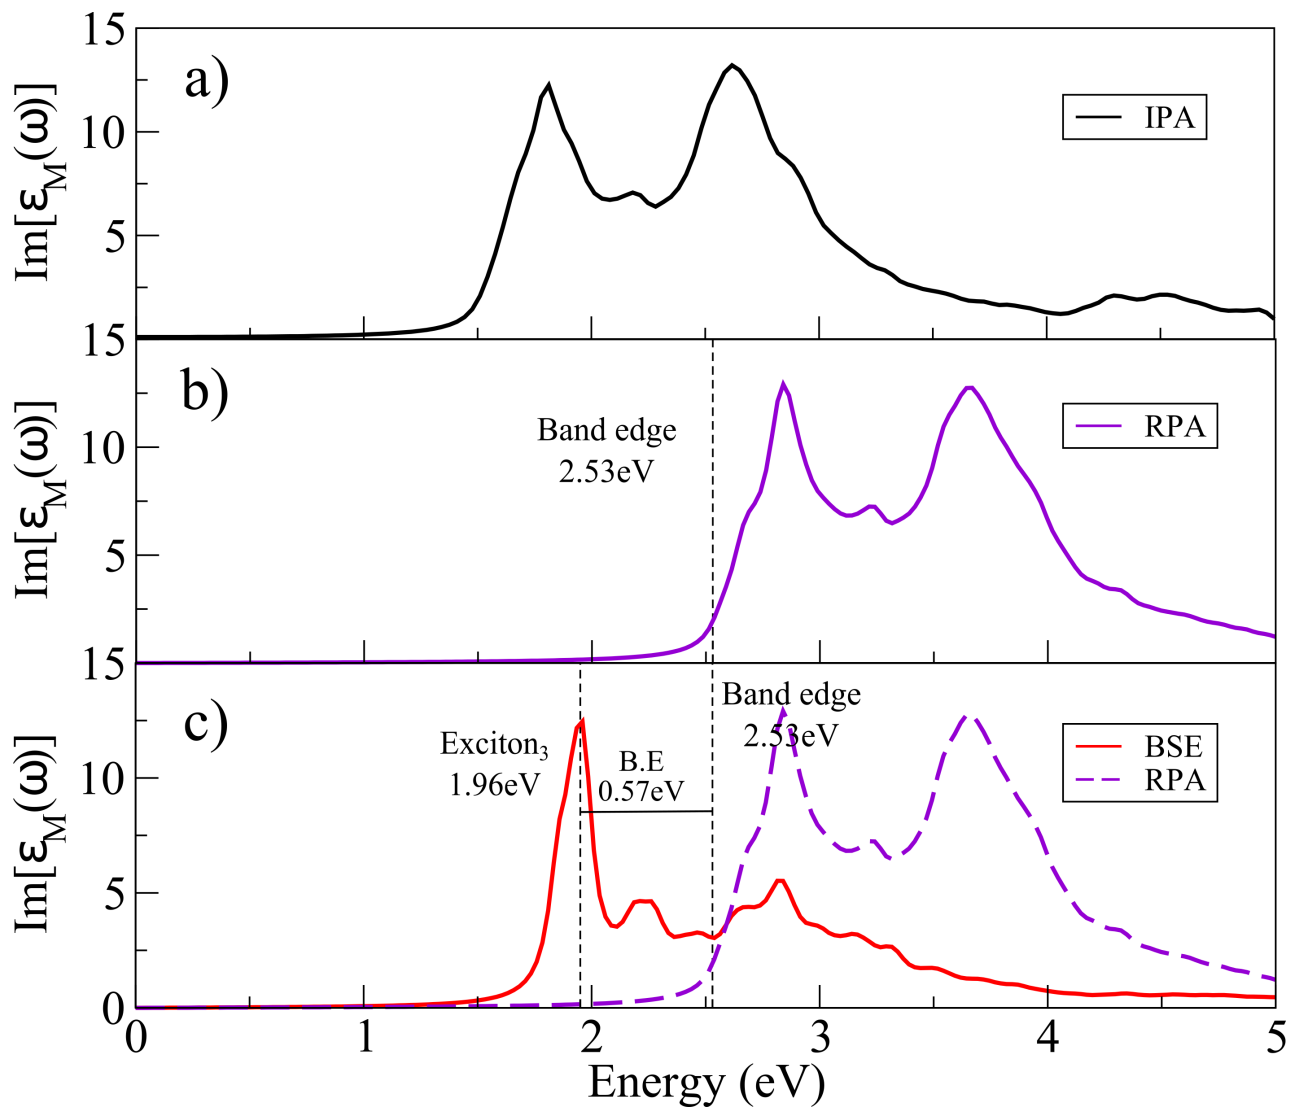 15
a)
IPA
10
Im[ε_M(ω)]
5
15
b)
RPA
Band edge
2.53eV
10
Im[ε_M(ω)]
5
15
c)
Band edge
2.53eV
Exciton₃
1.96eV
B.E
0.57eV
BSE
RPA
10
Im[ε_M(ω)]
5
0
0 1 2 3 4 5
Energy (eV)